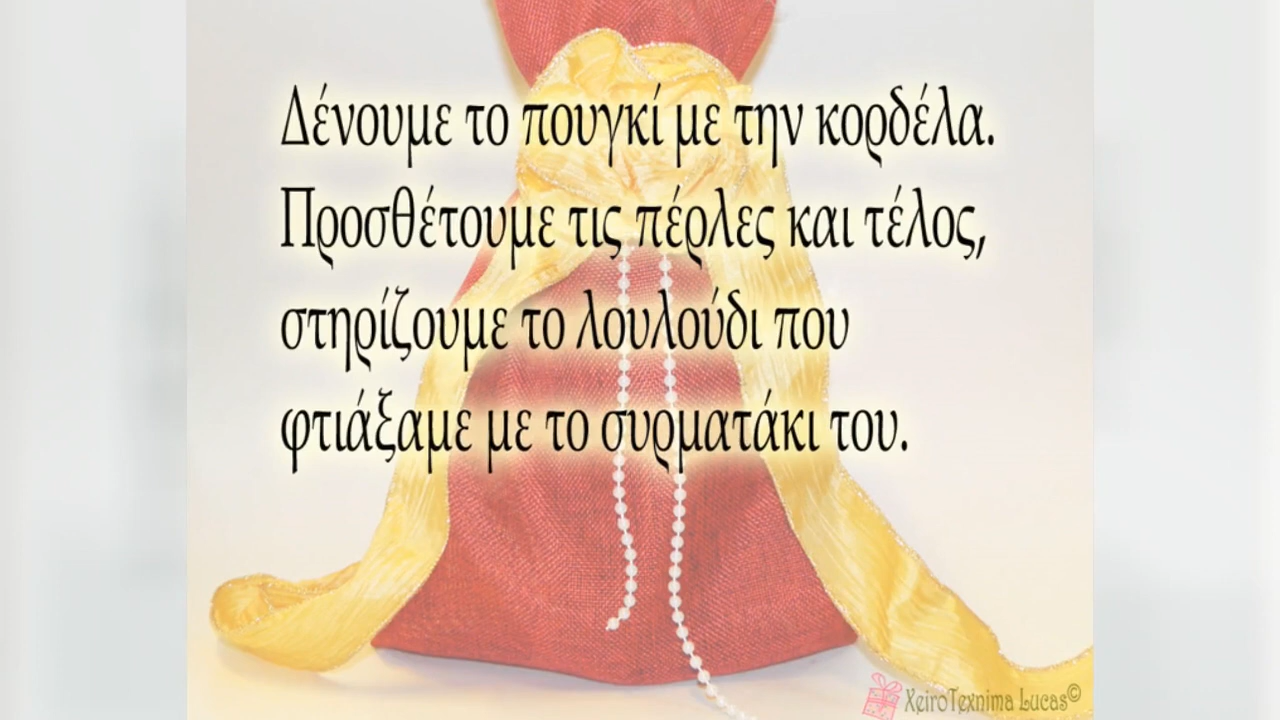 Δένουμε το πουγκί με την κορδέλα.
Προσθέτουμε τις πέρλες και τέλος,
στηρίζουμε το λουλούδι που
φτιάξαμε με το συρματάκι του.
ΧειroTexnima Lucas©